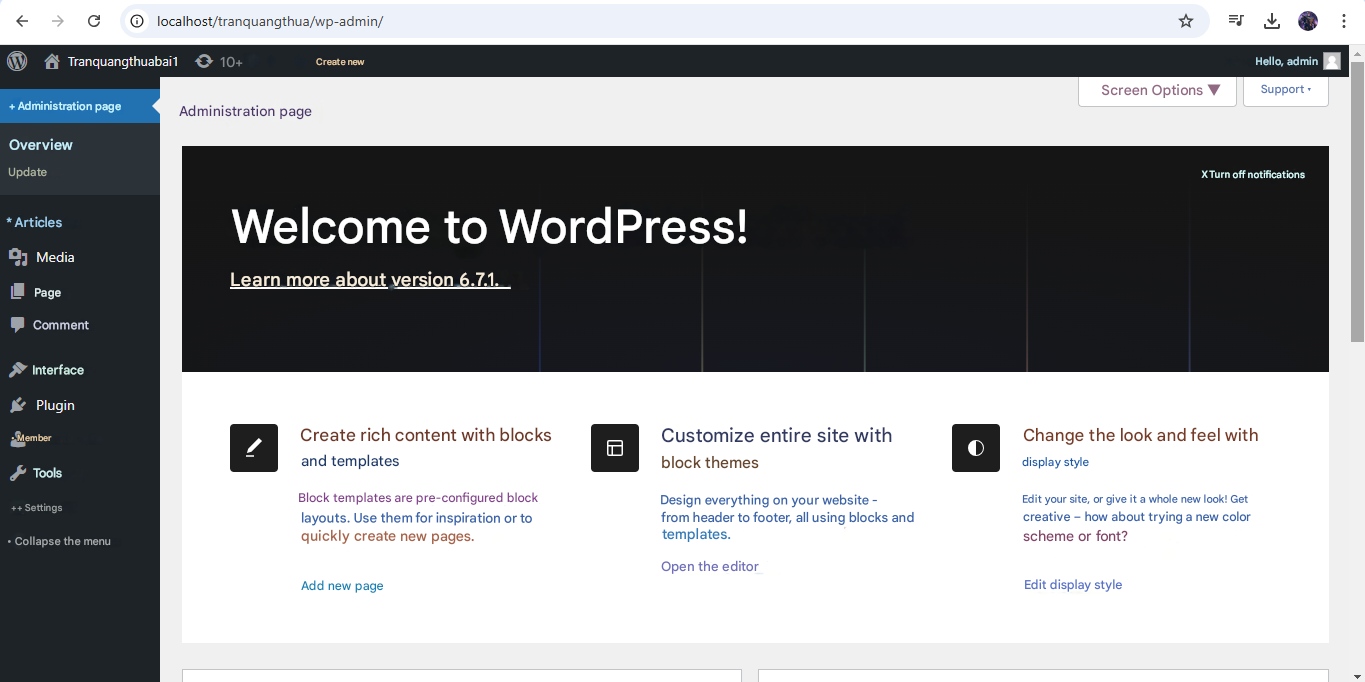 localhost/tranquangthua/wp-admin/
Tranquangthuabai1
10+
Create new
Hello, admin
+ Administration page
Overview
Update
* Articles
Media
Page
Comment
Interface
Plugin
Member
Tools
++ Settings
• Collapse the menu
Administration page
Screen Options ▼
Support
X Turn off notifications
Welcome to WordPress!
Learn more about version 6.7.1.
Create rich content with blocks
and templates
Block templates are pre-configured block
layouts. Use them for inspiration or to
quickly create new pages.
Add new page
Customize entire site with
block themes
Design everything on your website -
from header to footer, all using blocks and
templates.
Open the editor
Change the look and feel with
display style
Edit your site, or give it a whole new look! Get
creative – how about trying a new color
scheme or font?
Edit display style